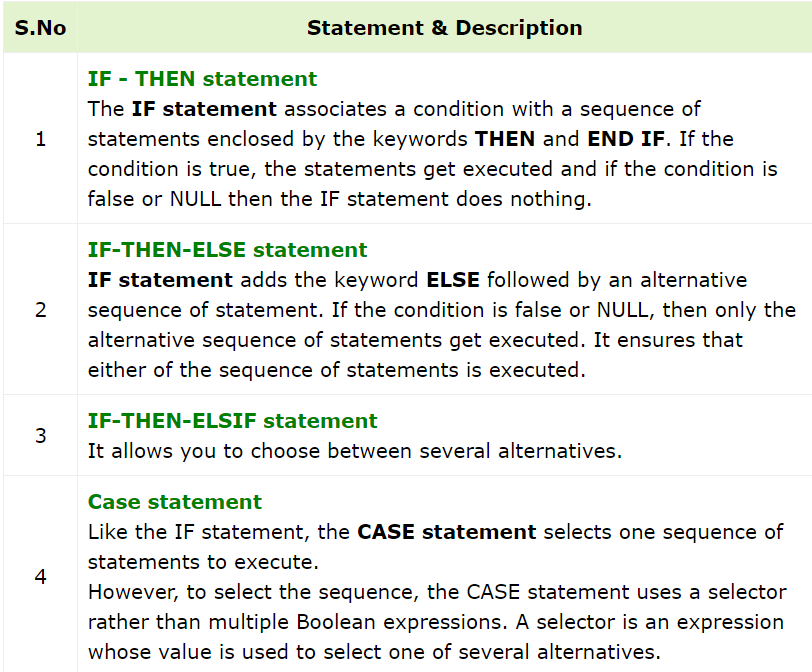 S.No Statement & Description
IF - THEN statement
The IF statement associates a condition with a sequence of
statements enclosed by the keywords THEN and END IF. If the
1
condition is true, the statements get executed and if the condition is
false or NULL then the IF statement does nothing.
IF-THEN-ELSE statement
IF statement adds the keyword ELSE followed by an alternative
2
sequence of statement. If the condition is false or NULL, then only the
alternative sequence of statements get executed. It ensures that
either of the sequence of statements is executed.
IF-THEN-ELSIF statement
3
It allows you to choose between several alternatives.
Case statement
Like the IF statement, the CASE statement selects one sequence of
statements to execute.
4
However, to select the sequence, the CASE statement uses a selector
rather than multiple Boolean expressions. A selector is an expression
whose value is used to select one of several alternatives.